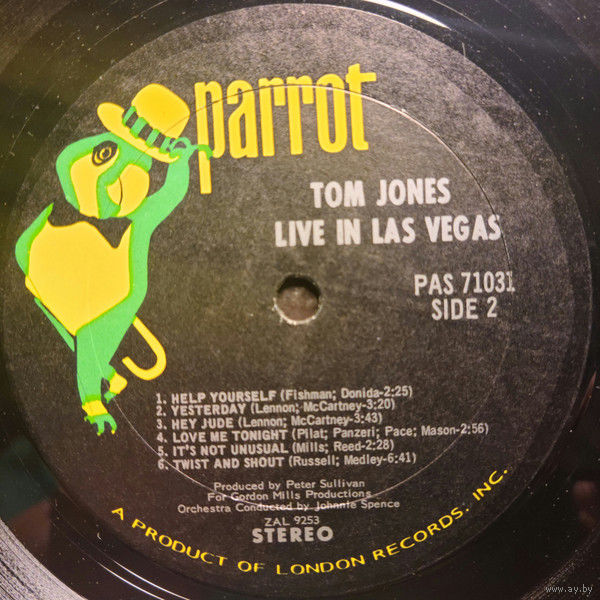 parrot
TOM JONES
LIVE IN LAS VEGAS
PAS 71031
SIDE 2
1. HELP YOURSELF (Fishman; Donida-2:25)
2. YESTERDAY (Lennon; McCartney-3:20)
3. HEY JUDE (Lennon; McCartney-3:43)
4. LOVE ME TONIGHT (Pilat; Panzeri; Pace; Mason-2:56)
5. IT'S NOT UNUSUAL (Mills; Reed-2:28)
6. TWIST AND SHOUT (Russell; Medley-6:41)
Produced by Peter Sullivan
For Gordon Mills Productions
Orchestra Conducted by Johnnie Spence
ZAL 9253
STEREO
A PRODUCT OF LONDON RECORDS, INC.
www.ay.by